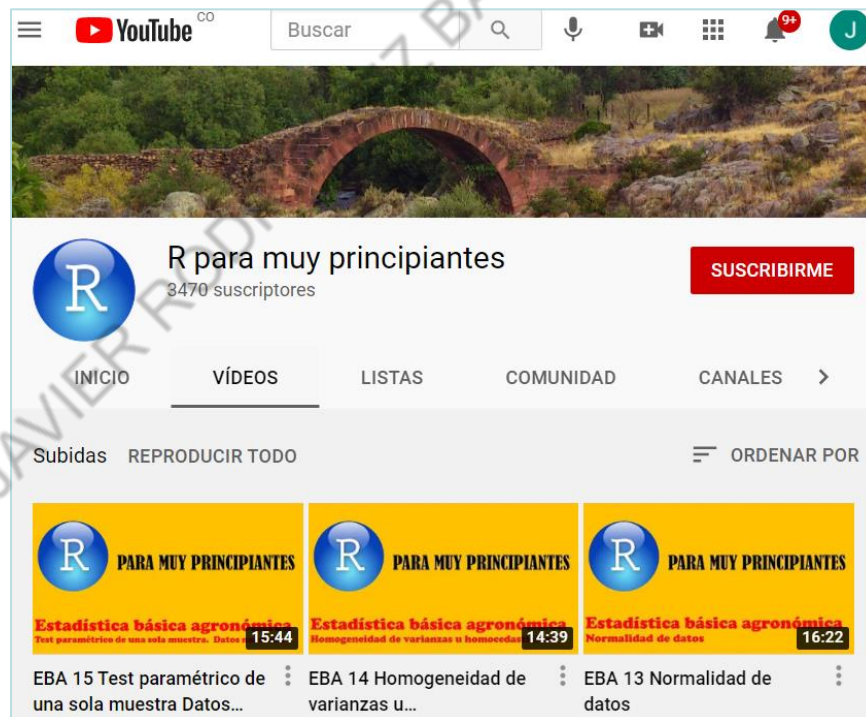 YouTube CO
Buscar
9+
J
R para muy principiantes
3470 suscriptores
SUSCRIBIRME
INICIO
VÍDEOS
LISTAS
COMUNIDAD
CANALES
Subidas
REPRODUCIR TODO
ORDENAR POR
R
PARA MUY PRINCIPIANTES
Estadística básica agronómica
Test paramétrico de una sola muestra. Datos
15:44
R
PARA MUY PRINCIPIANTES
Estadística básica agronómica
Homogeneidad de varianzas u
14:39
R
PARA MUY PRINCIPIANTES
Estadística básica agronómica
Normalidad de datos
16:22
EBA 15 Test paramétrico de
una sola muestra Datos...
EBA 14 Homogeneidad de
varianzas u...
EBA 13 Normalidad de
datos
JAVIER